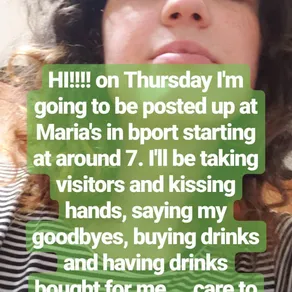 HI!!!! on Thursday I'm
going to be posted up at
Maria's in bport starting
at around 7. I'll be taking
visitors and kissing
hands, saying my
goodbyes, buying drinks
and having drinks
bought for me.... care to